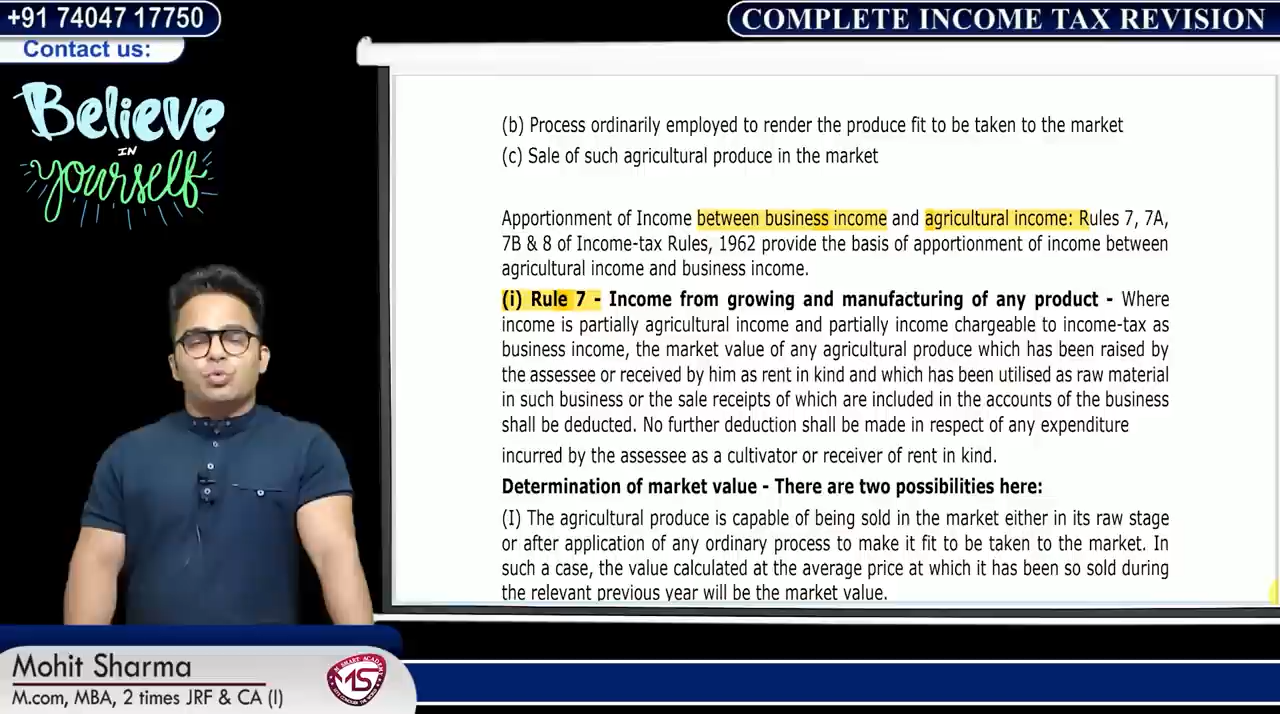 +91 74047 17750
Contact us:
COMPLETE INCOME TAX REVISION
Believe
IN
yourself
(b) Process ordinarily employed to render the produce fit to be taken to the market
(c) Sale of such agricultural produce in the market
Apportionment of Income between business income and agricultural income: Rules 7, 7A,
7B & 8 of Income-tax Rules, 1962 provide the basis of apportionment of income between
agricultural income and business income.
(i) Rule 7 - Income from growing and manufacturing of any product - Where
income is partially agricultural income and partially income chargeable to income-tax as
business income, the market value of any agricultural produce which has been raised by
the assessee or received by him as rent in kind and which has been utilised as raw material
in such business or the sale receipts of which are included in the accounts of the business
shall be deducted. No further deduction shall be made in respect of any expenditure
incurred by the assessee as a cultivator or receiver of rent in kind.
Determination of market value - There are two possibilities here:
(I) The agricultural produce is capable of being sold in the market either in its raw stage
or after application of any ordinary process to make it fit to be taken to the market. In
such a case, the value calculated at the average price at which it has been so sold during
the relevant previous year will be the market value.
Mohit Sharma
M.com, MBA, 2 times JRF & CA (I)
MS